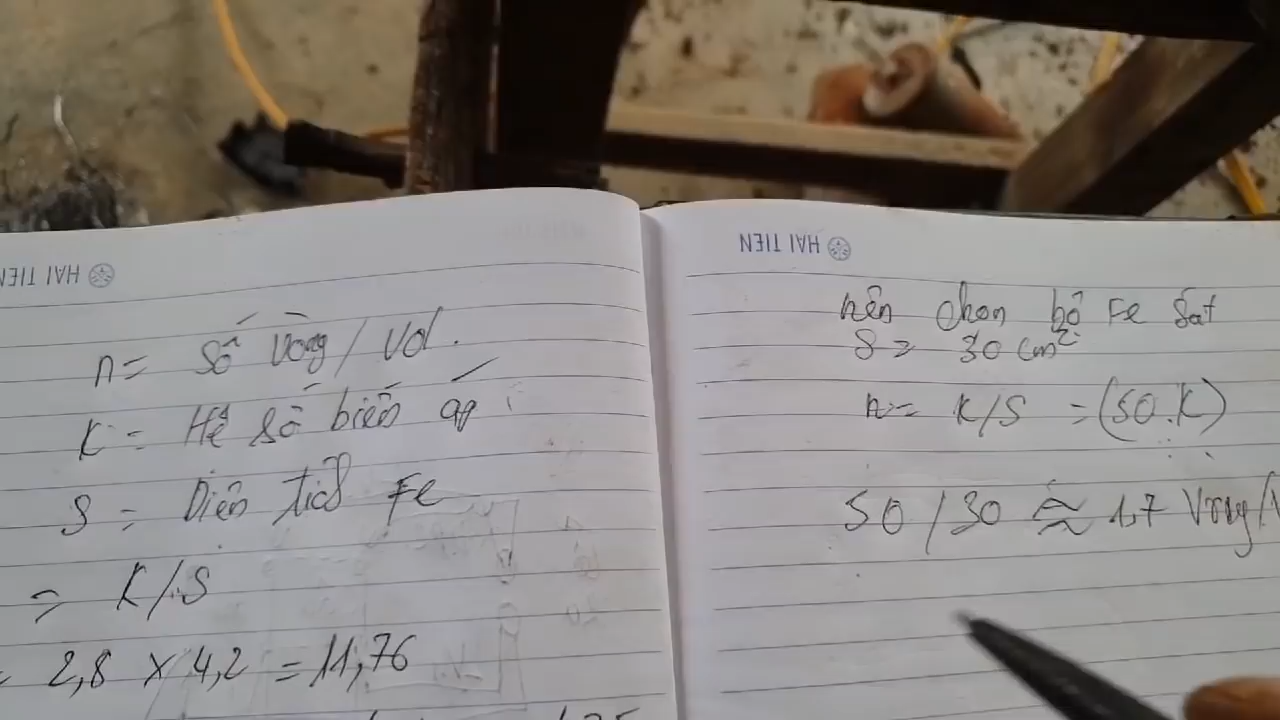 HAI TIEN
n = số vòng / vol.
K = Hệ số biến áp
S = Diện tích Fe
= K/S
= 2,8 x 4,2 = 11,76
HAI TIEN
nên chọn bộ Fe Sat
S = 30 cm²
n = K/S = (50.K)
50 / 30 ≈ 1,7 Vòng/